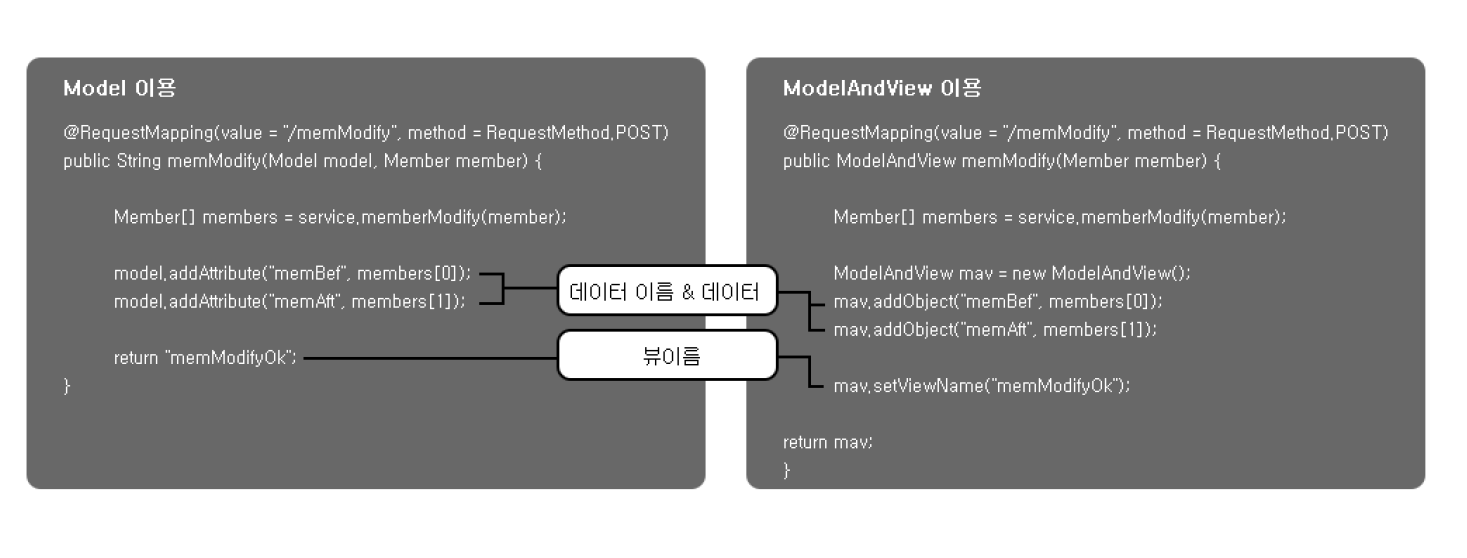 Model 이용
@RequestMapping(value = "/memModify", method = RequestMethod.POST)
public String memModify(Model model, Member member) {
Member[] members = service.memberModify(member);
model.addAttribute("memBef", members[0]);
model.addAttribute("memAft", members[1]);
return "memModifyOk";
}
데이터 이름 & 데이터
뷰이름
ModelAndView 이용
@RequestMapping(value = "/memModify", method = RequestMethod.POST)
public ModelAndView memModify(Member member) {
Member[] members = service.memberModify(member);
ModelAndView mav = new ModelAndView();
mav.addObject("memBef", members[0]);
mav.addObject("memAft", members[1]);
mav.setViewName("memModifyOk");
return mav;
}